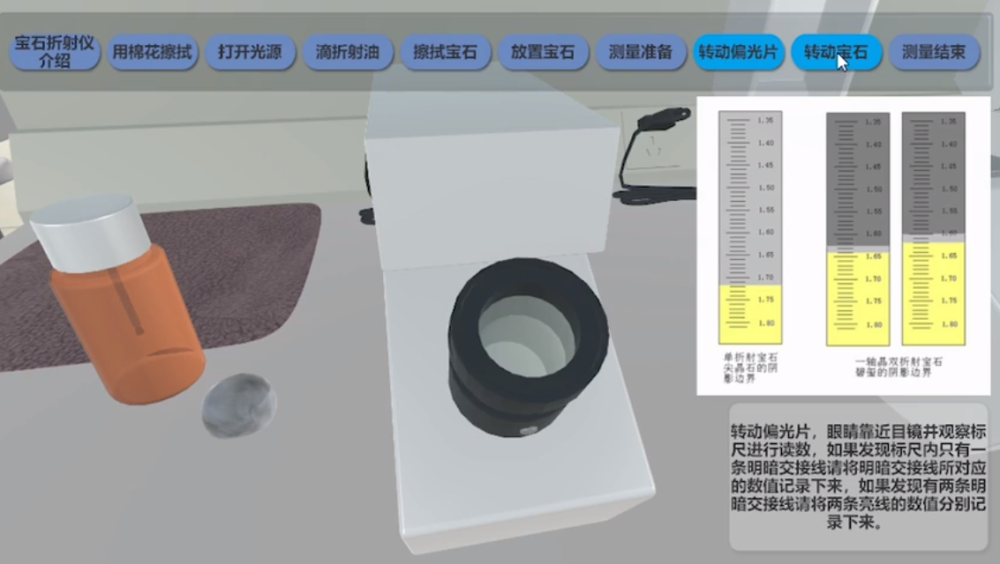 宝石折射仪
介绍
用棉花擦拭
打开光源
滴折射油
擦拭宝石
放置宝石
测量准备
转动偏光片
转动宝石
测量结束
1.35
1.40
1.45
1.50
1.55
1.60
1.65
1.70
1.75
1.80
1.35
1.40
1.45
1.50
1.55
1.60
1.65
1.70
1.75
1.80
1.35
1.40
1.45
1.50
1.55
1.60
1.65
1.70
1.75
1.80
单折射宝石
尖晶石的阴
影边界
一轴晶双折射宝石
碧玺的阴影边界
转动偏光片，眼睛靠近目镜并观察标
尺进行读数，如果发现标尺内只有一
条明暗交接线请将明暗交接线所对应
的数值记录下来，如果发现有两条明
暗交接线请将两条亮线的数值分别记
录下来。